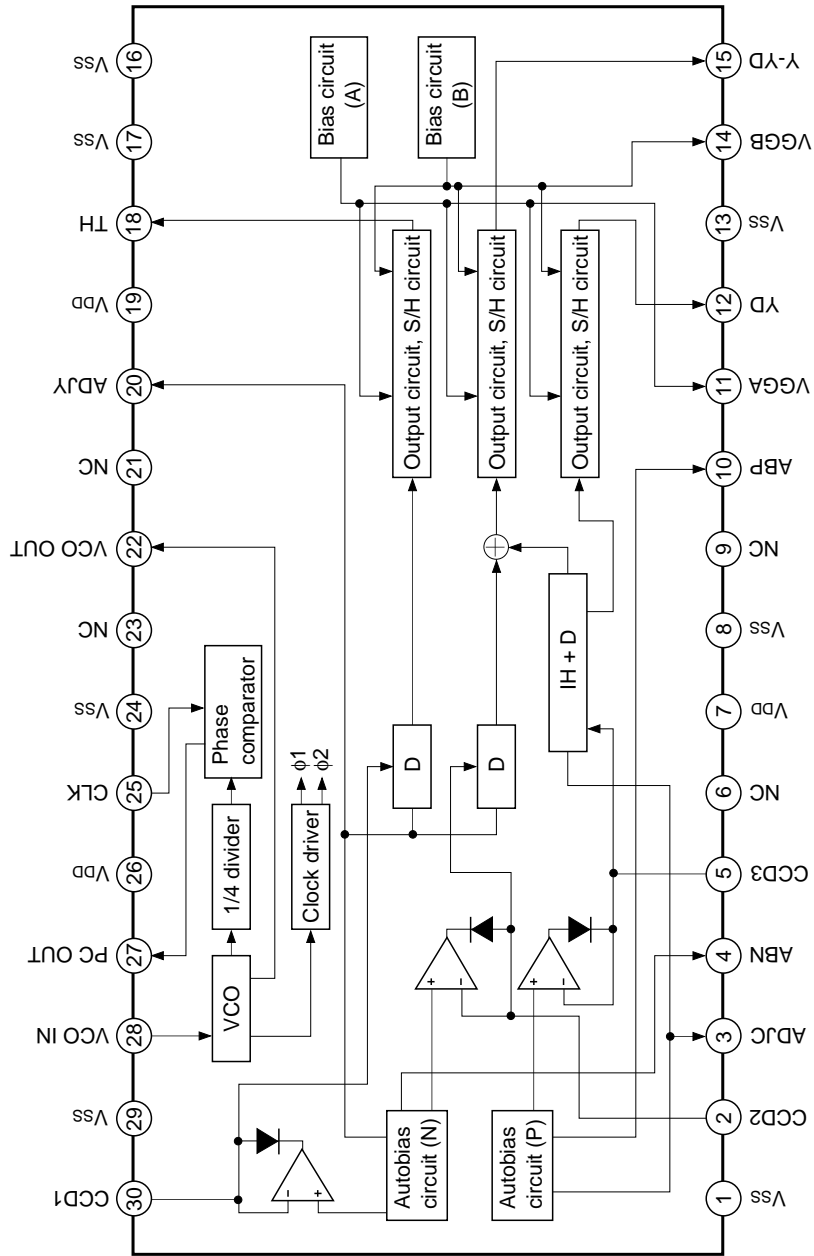 16
VSS
17
VSS
18
TH
19
VDD
20
ADJY
21
NC
22
VCO OUT
23
NC
24
VSS
25
CLK
26
VDD
27
PC OUT
28
VCO IN
29
VSS
30
CCD1
Bias circuit
(A)
Bias circuit
(B)
Output circuit, S/H circuit
Output circuit, S/H circuit
Output circuit, S/H circuit
Phase
comparator
1/4 divider
VCO
Clock driver
ϕ1
ϕ2
D
D
IH + D
+
–
+
–
–
+
Autobias
circuit (N)
Autobias
circuit (P)
15
Y-YD
14
VGGB
13
VSS
12
YD
11
VGGA
10
ABP
9
NC
8
VSS
7
VDD
6
NC
5
CCD3
4
ABN
3
ADJC
2
CCD2
1
VSS